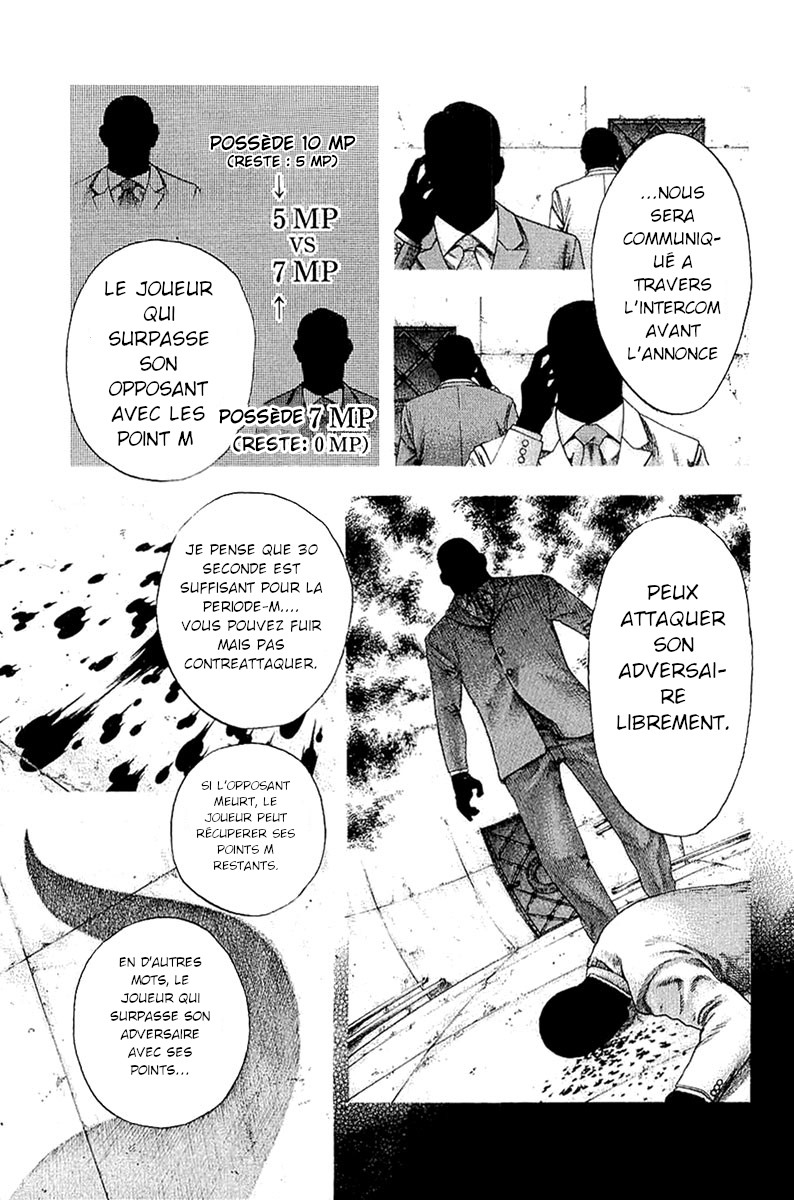 ...NOUS
SERA
COMMUNIQ-
UÉ A
TRAVERS
L'INTERCOM
AVANT
L'ANNONCE
POSSÈDE 10 MP
(RESTE : 5 MP)
5 MP
VS
7 MP
POSSÈDE 7 MP
(RESTE: 0 MP)
LE JOUEUR
QUI
SURPASSE
SON
OPPOSANT
AVEC LES
POINT M
PEUX
ATTAQUER
SON
ADVERSAI-
RE
LIBREMENT.
JE PENSE QUE 30
SECONDE EST
SUFFISANT POUR LA
PERIODE-M....
VOUS POUVEZ FUIR
MAIS PAS
CONTREATTAQUER.
SI L'OPPOSANT
MEURT, LE
JOUEUR PEUT
RÉCUPERER SES
POINTS M
RESTANTS.
EN D'AUTRES
MOTS, LE
JOUEUR QUI
SURPASSE SON
ADVERSAIRE
AVEC SES
POINTS...